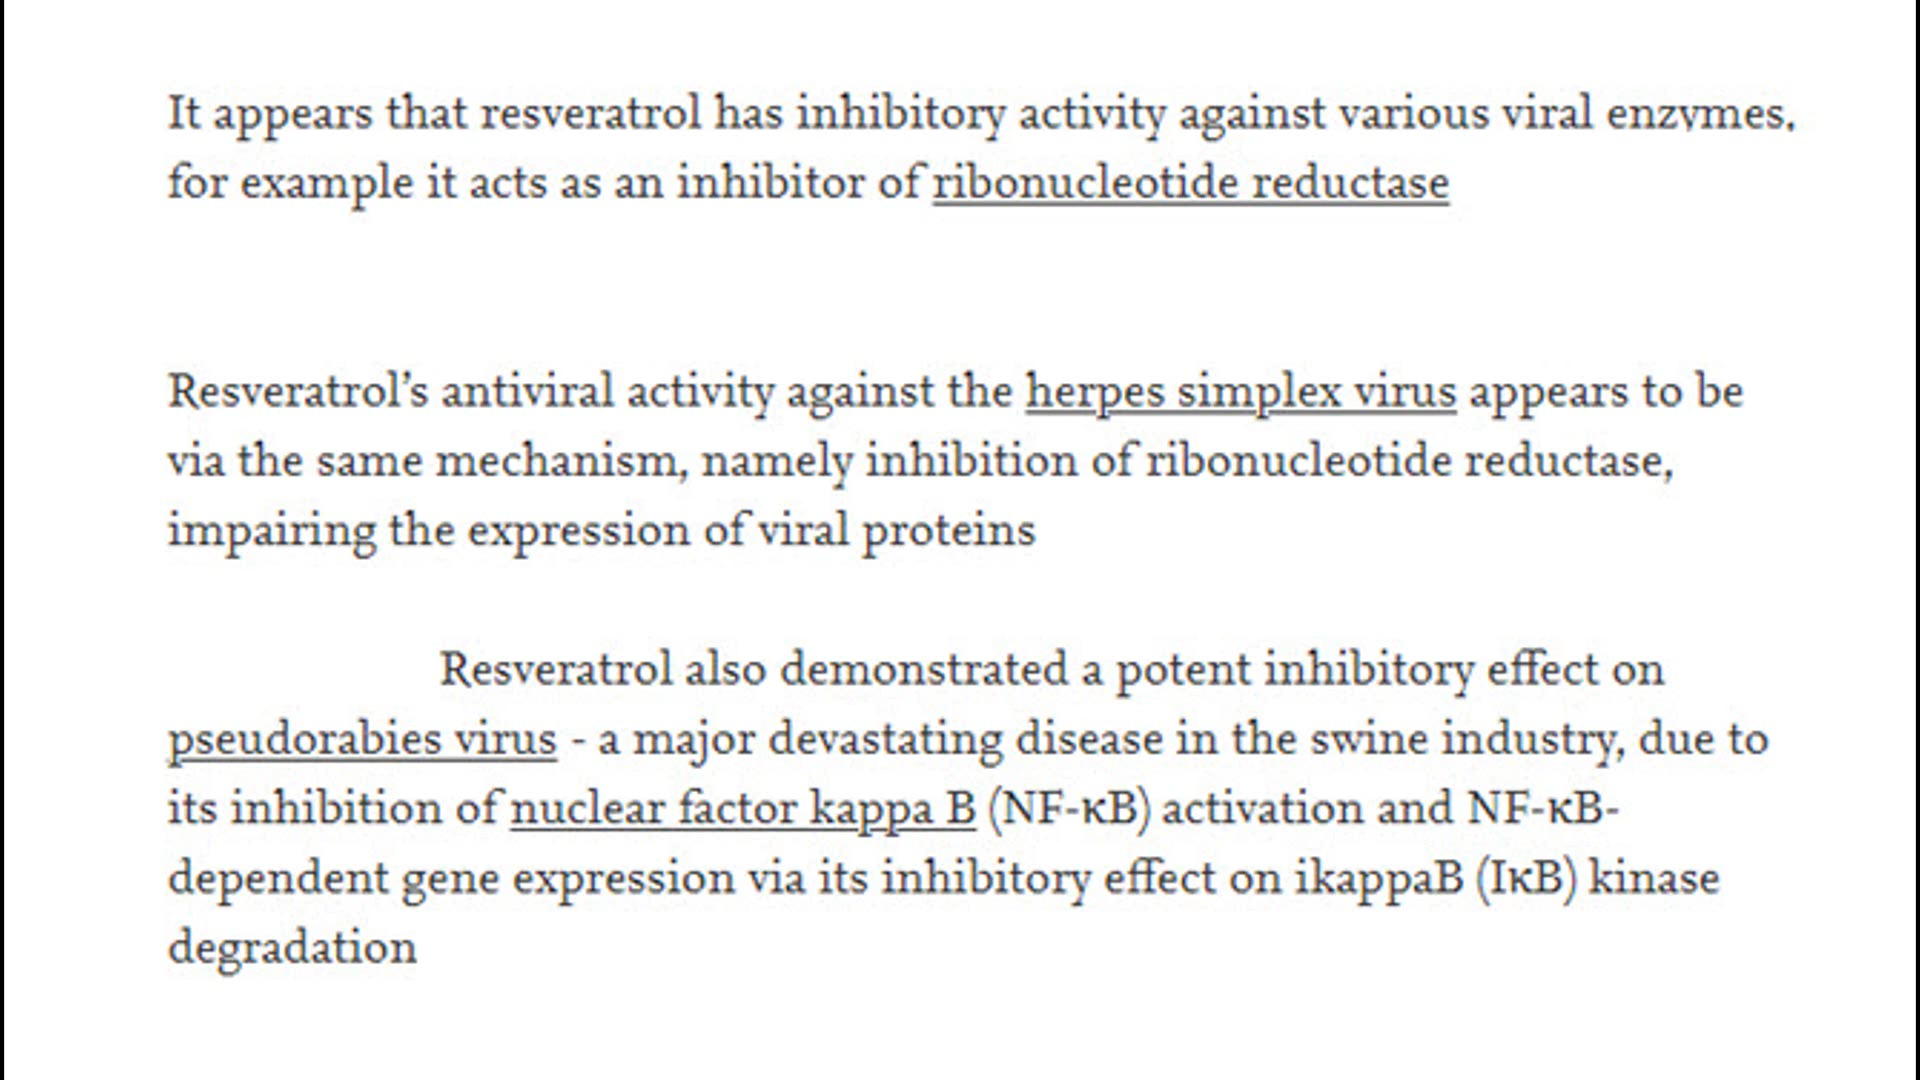 It appears that resveratrol has inhibitory activity against various viral enzymes,
for example it acts as an inhibitor of ribonucleotide reductase
Resveratrol’s antiviral activity against the herpes simplex virus appears to be
via the same mechanism, namely inhibition of ribonucleotide reductase,
impairing the expression of viral proteins
Resveratrol also demonstrated a potent inhibitory effect on
pseudorabies virus - a major devastating disease in the swine industry, due to
its inhibition of nuclear factor kappa B (NF-κB) activation and NF-κB-
dependent gene expression via its inhibitory effect on ikappaB (IκB) kinase
degradation